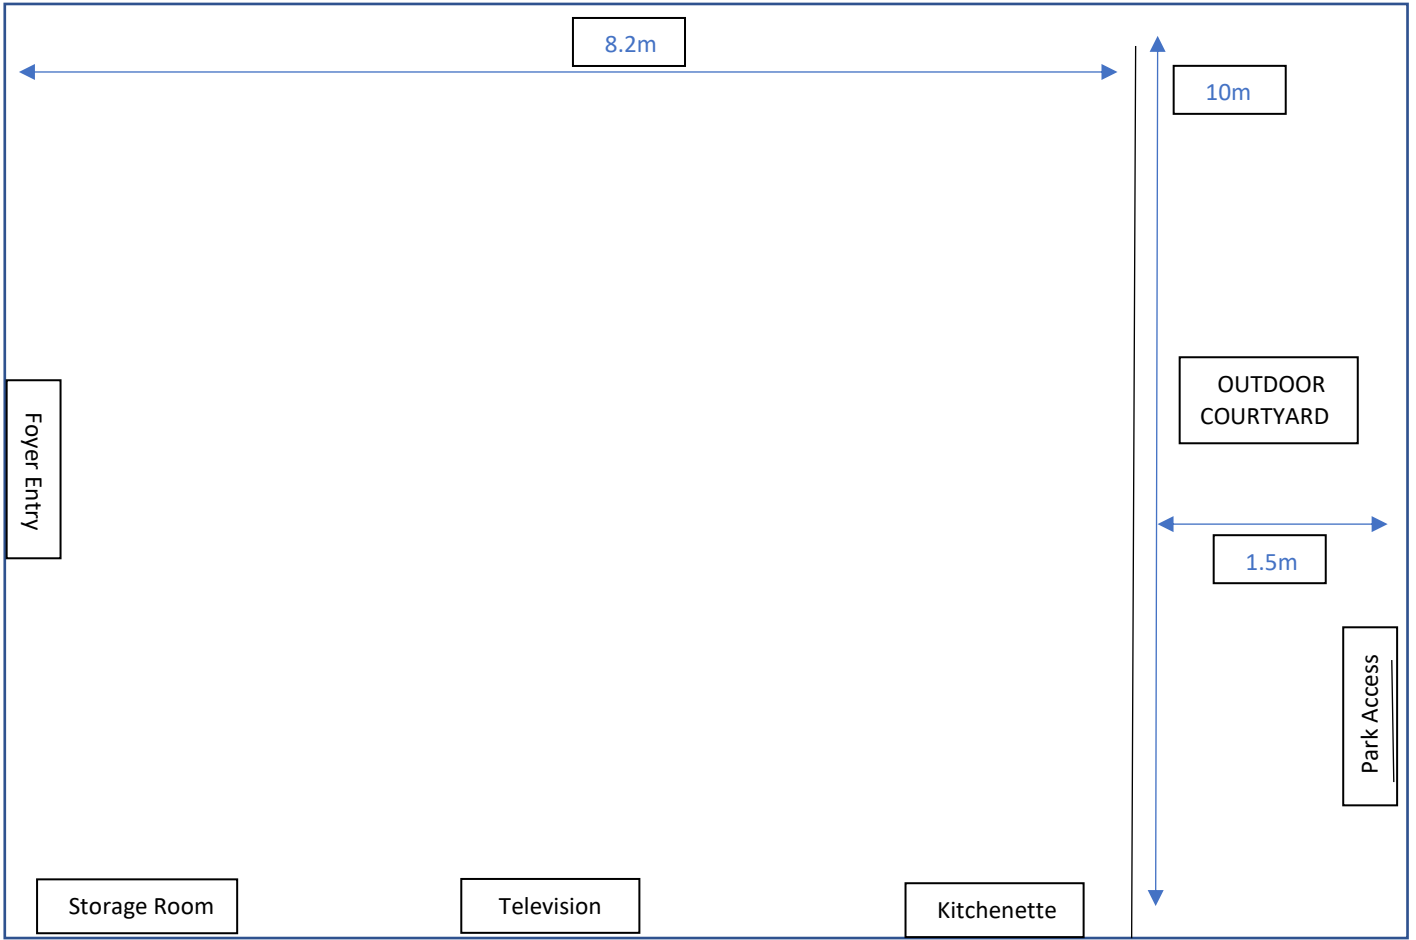 8.2m
10m
OUTDOOR
COURTYARD
Foyer Entry
1.5m
Park Access
Storage Room
Television
Kitchenette